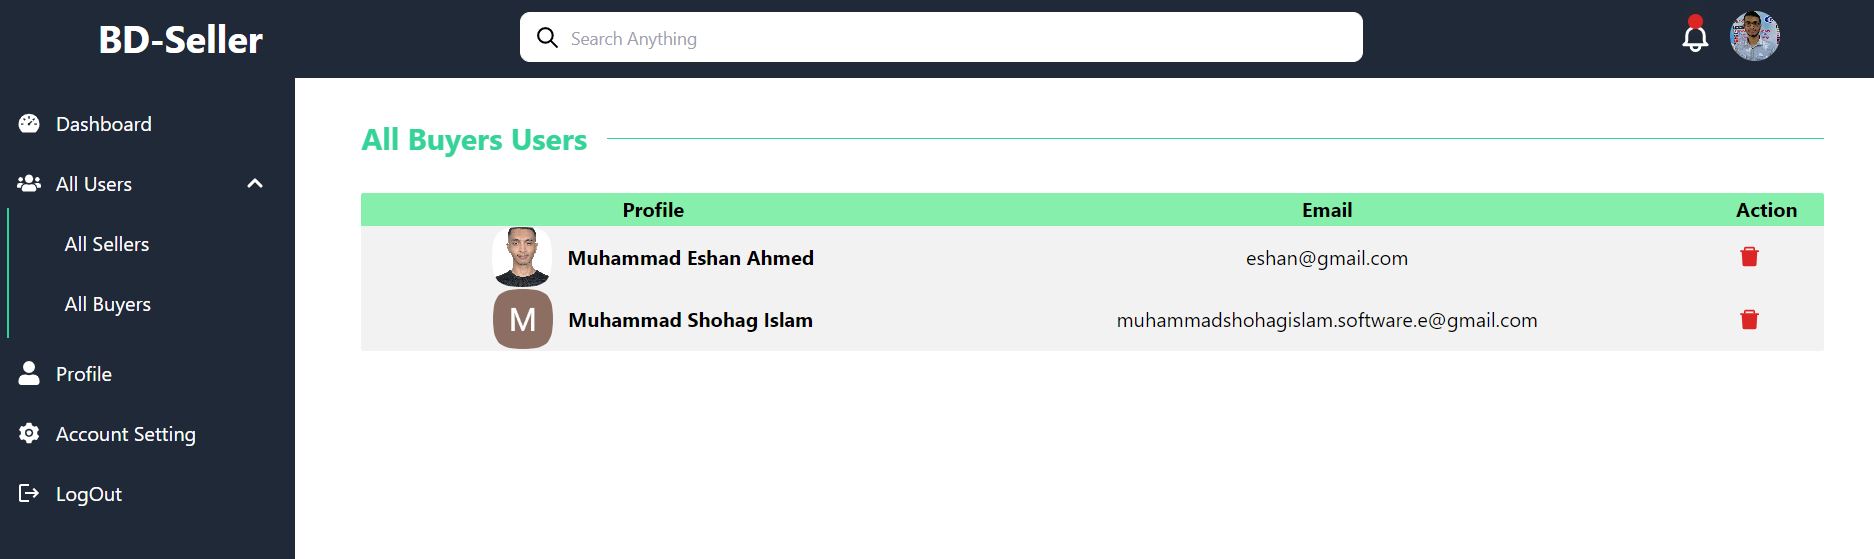 BD-Seller
Search Anything
Dashboard
All Users
All Sellers
All Buyers
Profile
Account Setting
LogOut
All Buyers Users
Profile Email Action
Muhammad Eshan Ahmed eshan@gmail.com
M Muhammad Shohag Islam muhammadshohagislam.software.e@gmail.com